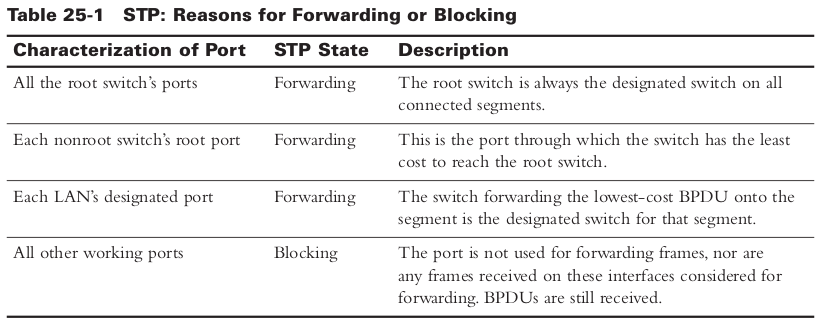 Table 25-1 STP: Reasons for Forwarding or Blocking
Characterization of Port STP State Description
All the root switch's ports Forwarding The root switch is always the designated switch on all
connected segments.
Each nonroot switch's root port Forwarding This is the port through which the switch has the least
cost to reach the root switch.
Each LAN's designated port Forwarding The switch forwarding the lowest-cost BPDU onto the
segment is the designated switch for that segment.
All other working ports Blocking The port is not used for forwarding frames, nor are
any frames received on these interfaces considered for
forwarding. BPDUs are still received.